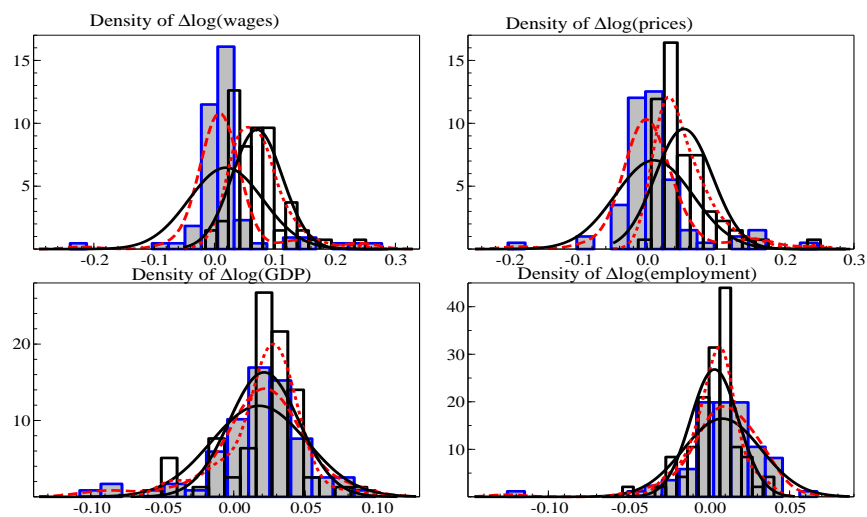 Density of Δlog(wages)
Density of Δlog(prices)
15
10
5
-0.2 -0.1 0.0 0.1 0.2 0.3
15
10
5
-0.2 -0.1 0.0 0.1 0.2 0.3
Density of Δlog(GDP)
Density of Δlog(employment)
20
10
-0.10 -0.05 0.00 0.05 0.10
40
30
20
10
-0.10 -0.05 0.00 0.05